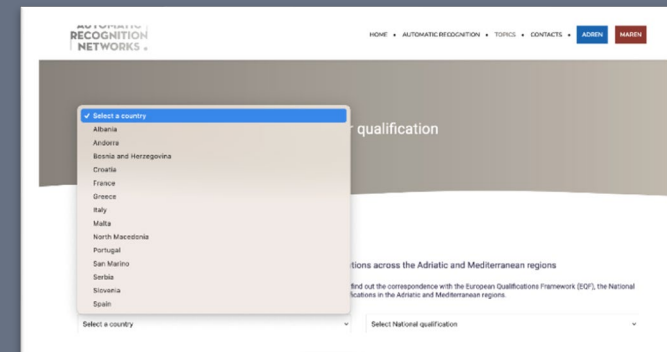 AUTOMATIC
RECOGNITION
NETWORKS
HOME • AUTOMATIC RECOGNITION • TOPICS • CONTACTS • ADREN MAREN
qualification
✓ Select a country
Albania
Andorra
Bosnia and Herzegovina
Croatia
France
Greece
Italy
Malta
North Macedonia
Portugal
San Marino
Serbia
Slovenia
Spain
tions across the Adriatic and Mediterranean regions
find out the correspondence with the European Qualifications Framework (EQF), the National
fications in the Adriatic and Mediterranean regions.
Select a country
Select National qualification